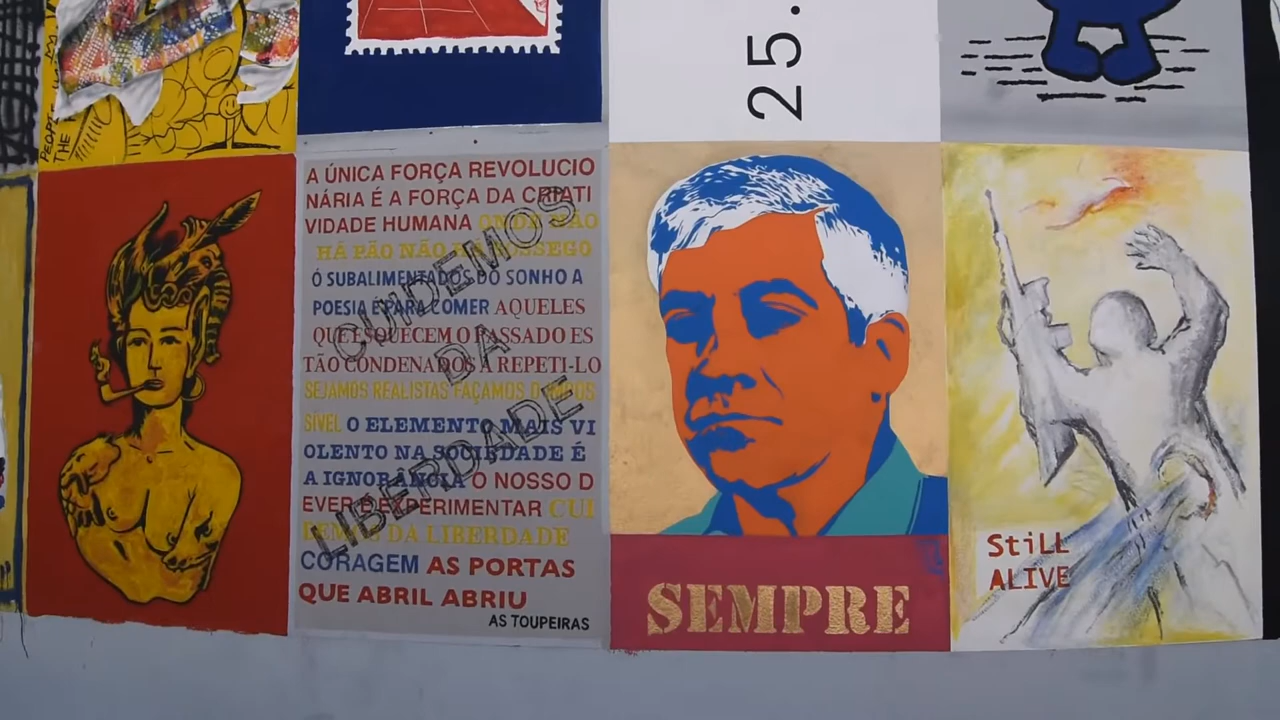 PEOPLE
THE
25.
A ÚNICA FORÇA REVOLUCIO
NÁRIA É A FORÇA DA CRIATI
VIDADE HUMANA ONDE NÃO
HÁ PÃO NÃO HÁ SOSSEGO
Ó SUBALIMENTADOS DO SONHO A
POESIA É PARA COMER AQUELES
QUE ESQUECEM O PASSADO ES
TÃO CONDENADOS A REPETI-LO
SEJAMOS REALISTAS FAÇAMOS O IMPOS
SÍVEL O ELEMENTO MAIS VI
OLENTO NA SOCIEDADE É
A IGNORÂNCIA O NOSSO D
EVER É EXPERIMENTAR CUI
DEMOS DA LIBERDADE
CORAGEM AS PORTAS
QUE ABRIL ABRIU
AS TOUPEIRAS
CUIDEMOS
DA
LIBERDADE
SEMPRE
StiLL
ALIVE